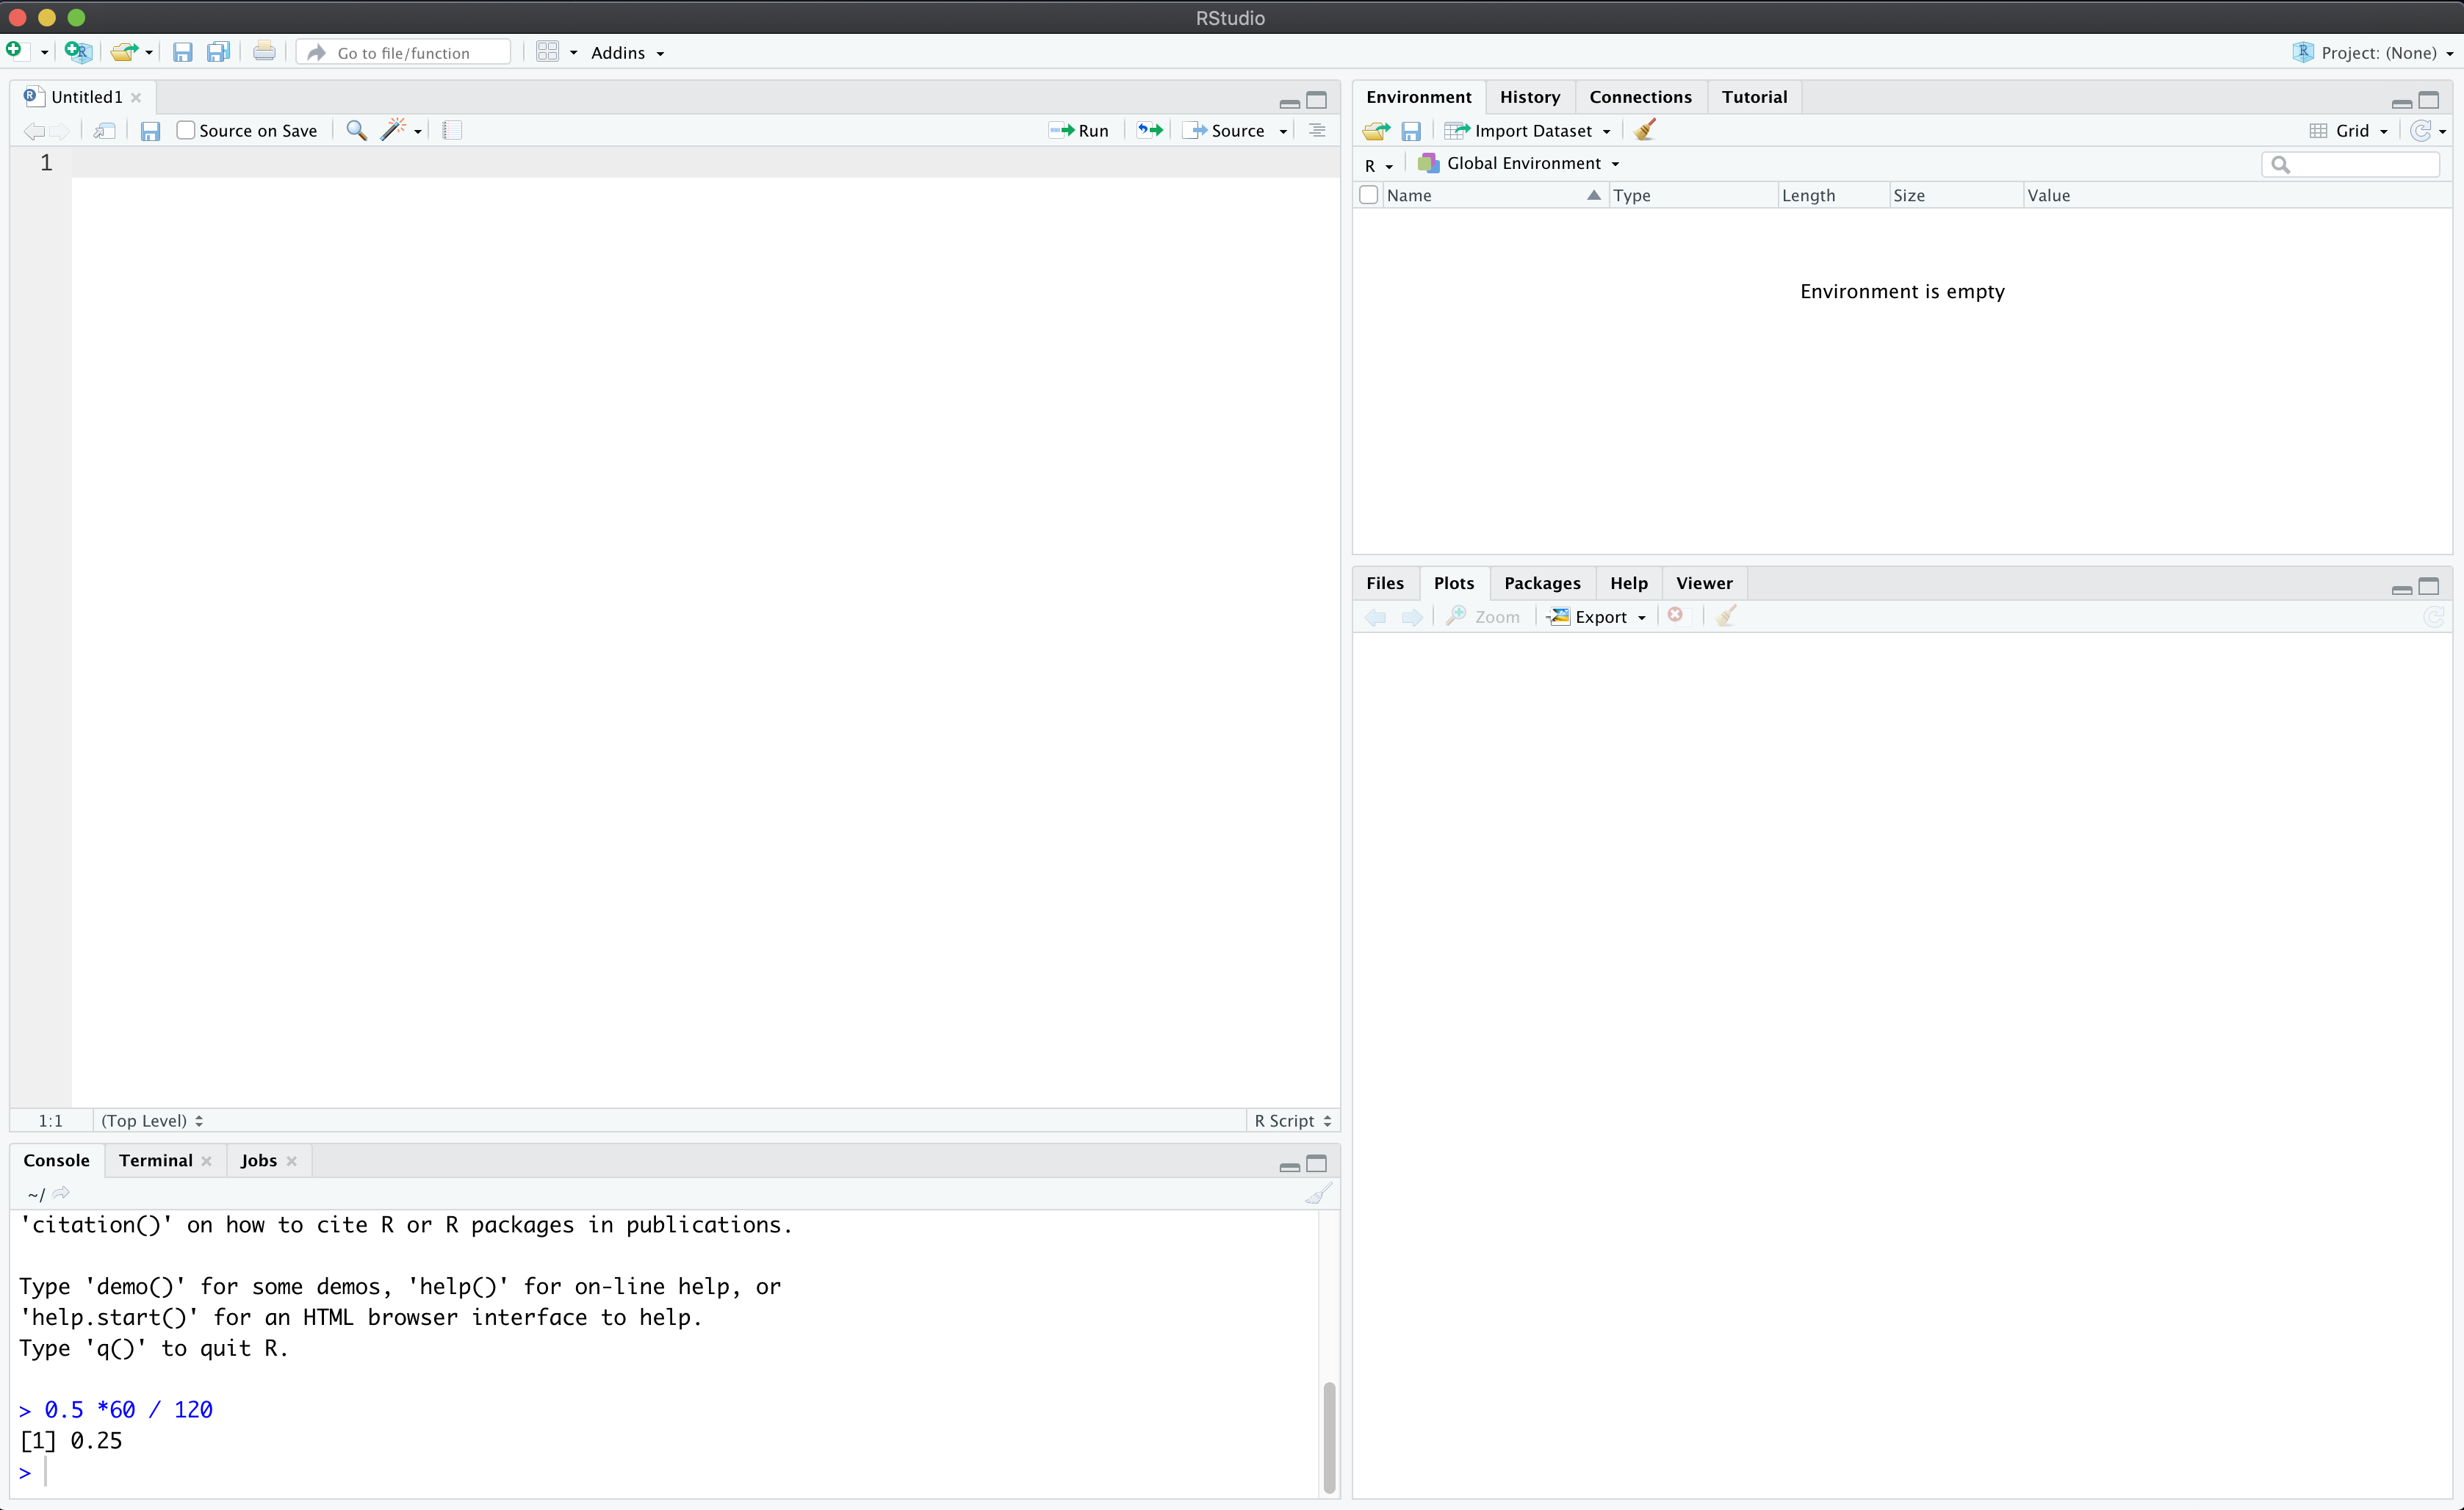 RStudio
Go to file/function Addins Project: (None)
Untitled1
Source on Save Run Source
1
1:1 (Top Level) R Script
Console Terminal Jobs
~/
'citation()' on how to cite R or R packages in publications.
Type 'demo()' for some demos, 'help()' for on-line help, or
'help.start()' for an HTML browser interface to help.
Type 'q()' to quit R.
> 0.5 *60 / 120
[1] 0.25
>
Environment History Connections Tutorial
Import Dataset Grid
R Global Environment
Name Type Length Size Value
Environment is empty
Files Plots Packages Help Viewer
Zoom Export